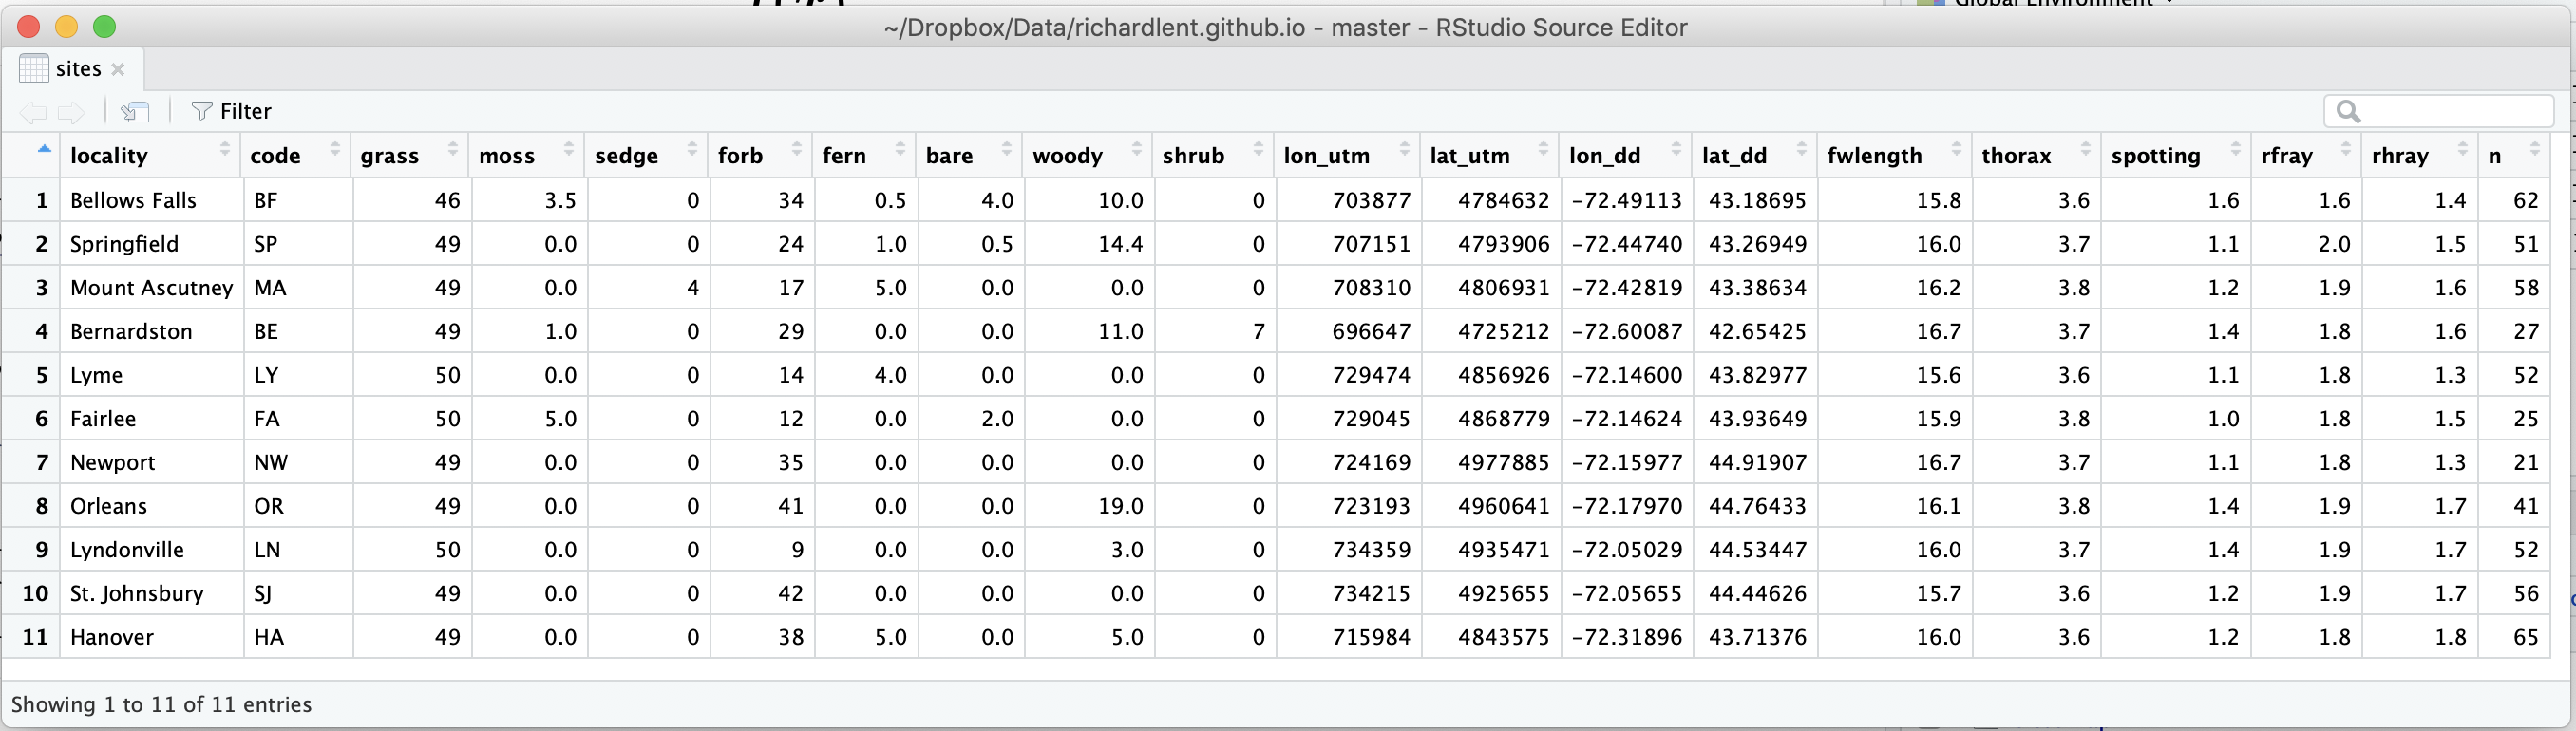 Global Environment
~/Dropbox/Data/richardlent.github.io - master - RStudio Source Editor
sites
Filter
locality code grass moss sedge forb fern bare woody shrub lon_utm lat_utm lon_dd lat_dd fwlength thorax spotting rfray rhray n
1 Bellows Falls BF 46 3.5 0 34 0.5 4.0 10.0 0 703877 4784632 -72.49113 43.18695 15.8 3.6 1.6 1.6 1.4 62
2 Springfield SP 49 0.0 0 24 1.0 0.5 14.4 0 707151 4793906 -72.44740 43.26949 16.0 3.7 1.1 2.0 1.5 51
3 Mount Ascutney MA 49 0.0 4 17 5.0 0.0 0.0 0 708310 4806931 -72.42819 43.38634 16.2 3.8 1.2 1.9 1.6 58
4 Bernardston BE 49 1.0 0 29 0.0 0.0 11.0 7 696647 4725212 -72.60087 42.65425 16.7 3.7 1.4 1.8 1.6 27
5 Lyme LY 50 0.0 0 14 4.0 0.0 0.0 0 729474 4856926 -72.14600 43.82977 15.6 3.6 1.1 1.8 1.3 52
6 Fairlee FA 50 5.0 0 12 0.0 2.0 0.0 0 729045 4868779 -72.14624 43.93649 15.9 3.8 1.0 1.8 1.5 25
7 Newport NW 49 0.0 0 35 0.0 0.0 0.0 0 724169 4977885 -72.15977 44.91907 16.7 3.7 1.1 1.8 1.3 21
8 Orleans OR 49 0.0 0 41 0.0 0.0 19.0 0 723193 4960641 -72.17970 44.76433 16.1 3.8 1.4 1.9 1.7 41
9 Lyndonville LN 50 0.0 0 9 0.0 0.0 3.0 0 734359 4935471 -72.05029 44.53447 16.0 3.7 1.4 1.9 1.7 52
10 St. Johnsbury SJ 49 0.0 0 42 0.0 0.0 0.0 0 734215 4925655 -72.05655 44.44626 15.7 3.6 1.2 1.9 1.7 56
11 Hanover HA 49 0.0 0 38 5.0 0.0 5.0 0 715984 4843575 -72.31896 43.71376 16.0 3.6 1.2 1.8 1.8 65
Showing 1 to 11 of 11 entries